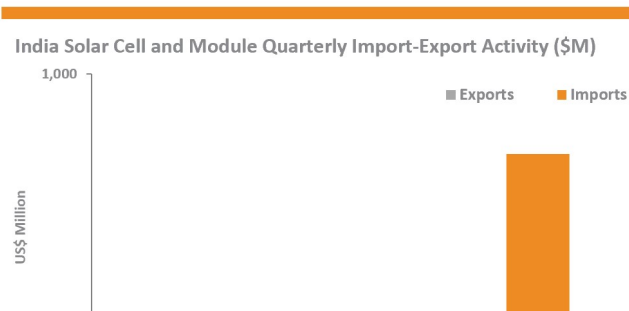 India Solar Cell and Module Quarterly Import-Export Activity ($M)
1,000
Exports Imports
US$ Million